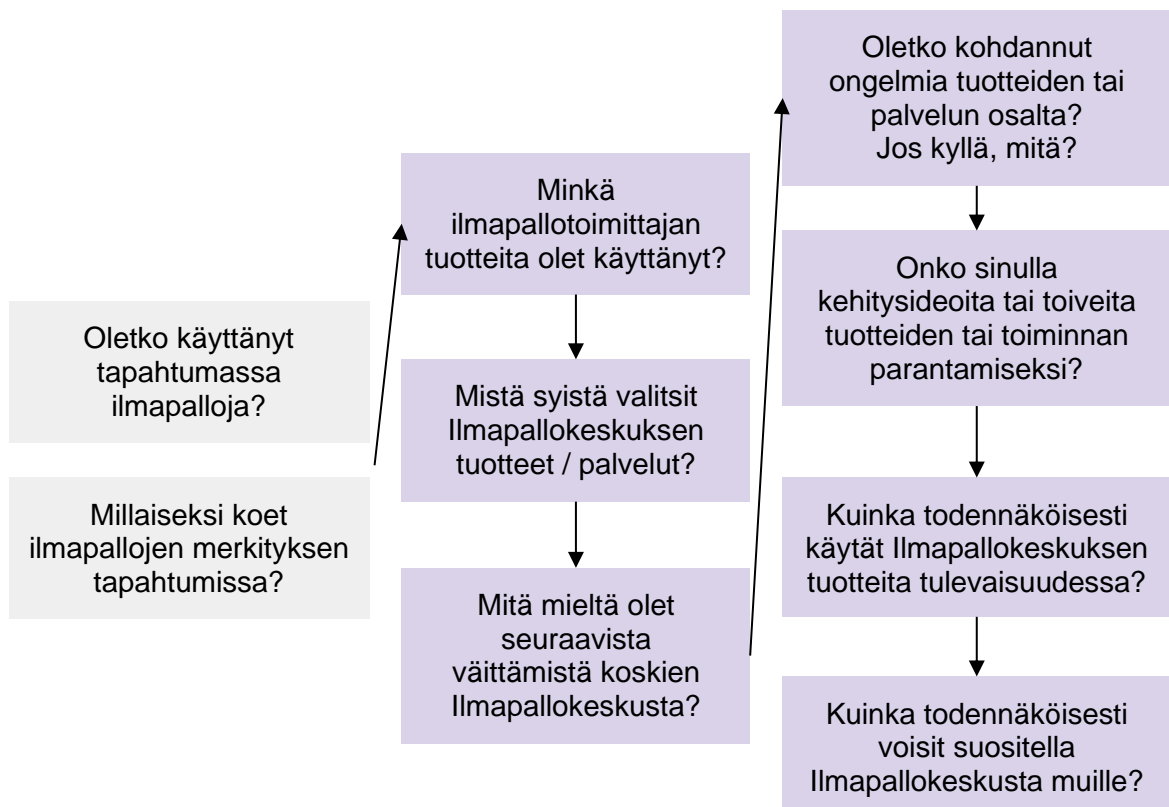 Oletko käyttänyt
tapahtumassa
ilmapalloja?
Millaiseksi koet
ilmapallojen merkityksen
tapahtumissa?
Minkä
ilmapallotoimittajan
tuotteita olet käyttänyt?
Mistä syistä valitsit
Ilmapallokeskuksen
tuotteet / palvelut?
Mitä mieltä olet
seuraavista
väittämistä koskien
Ilmapallokeskusta?
Oletko kohdannut
ongelmia tuotteiden tai
palvelun osalta?
Jos kyllä, mitä?
Onko sinulla
kehitysideoita tai toiveita
tuotteiden tai toiminnan
parantamiseksi?
Kuinka todennäköisesti
käytät Ilmapallokeskuksen
tuotteita tulevaisuudessa?
Kuinka todennäköisesti
voisit suositella
Ilmapallokeskusta muille?